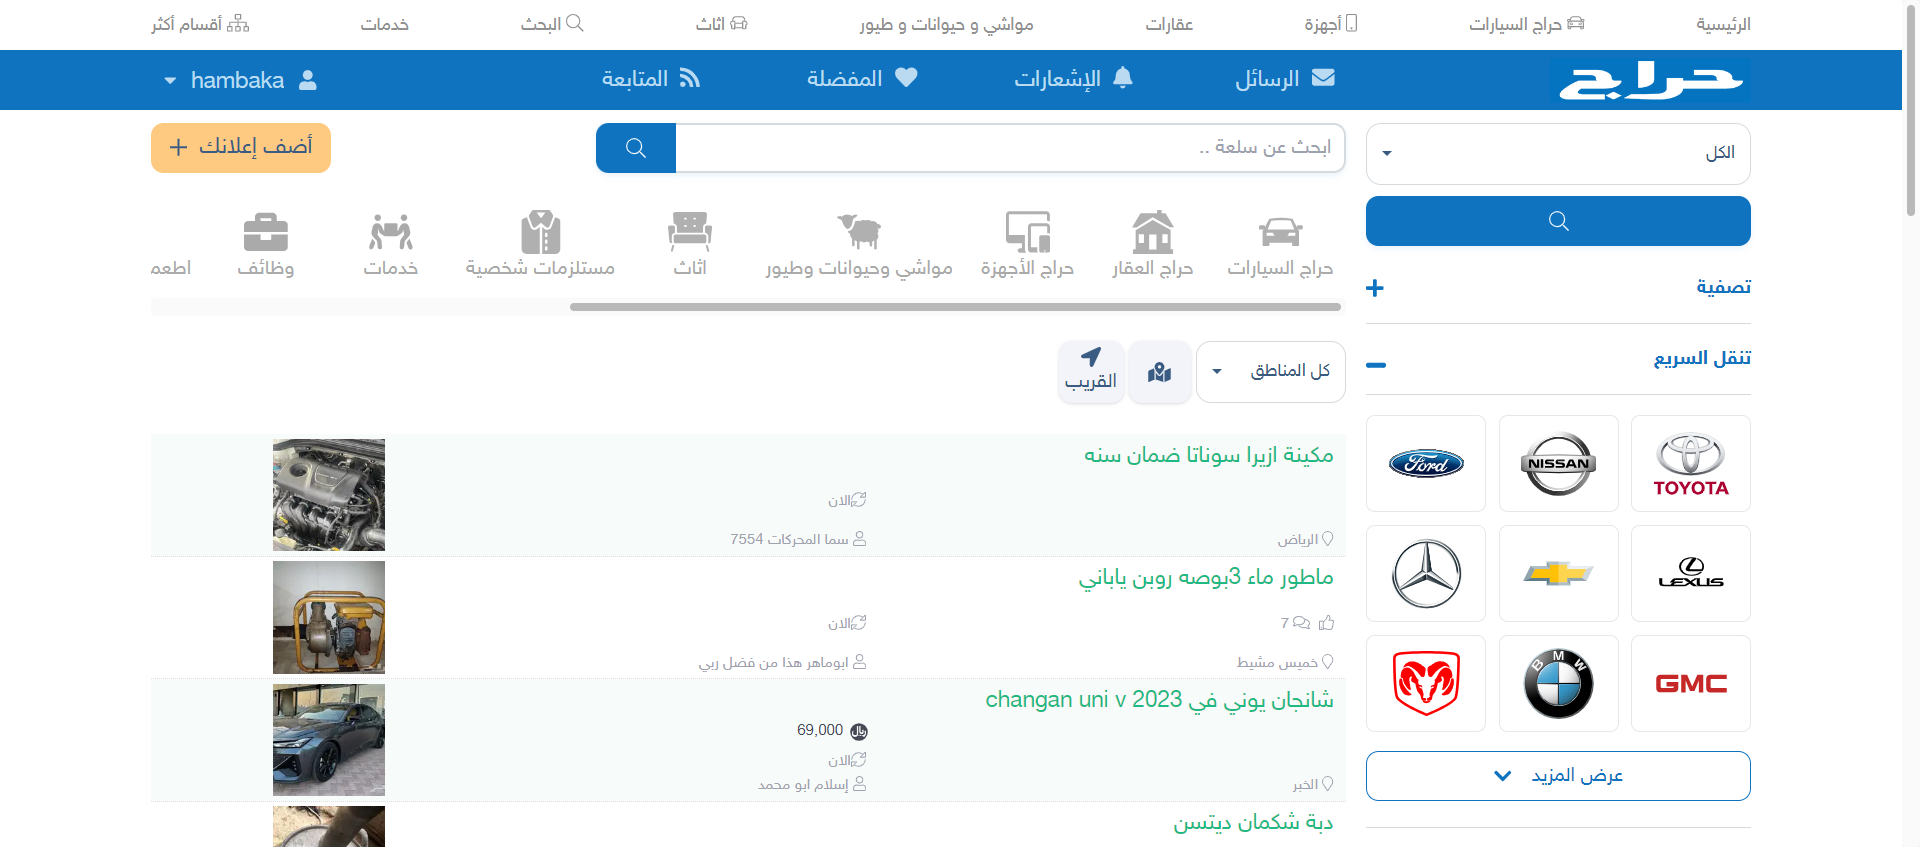 الرئيسية
حراج السيارات
أجهزة
عقارات
مواشي و حيوانات و طيور
اثاث
البحث
خدمات
أقسام أكثر
حراج
الرسائل
الإشعارات
المفضلة
المتابعة
hambaka
الكل
ابحث عن سلعة ..
أضف إعلانك +
حراج السيارات
حراج العقار
حراج الأجهزة
مواشي وحيوانات وطيور
اثاث
مستلزمات شخصية
خدمات
وظائف
اطعم
تصفية
تنقل السريع
كل المناطق
القريب
TOYOTA
NISSAN
Ford
LEXUS
GMC
BMW
عرض المزيد
مكينة ازيرا سوناتا ضمان سنه
الان
الرياض
سما المحركات 7554
ماطور ماء 3بوصه روبن ياباني
7
الان
خميس مشيط
ابوماهر هذا من فضل ربي
شانجان يوني في 2023 changan uni v
69,000 ريال
الان
الخبر
إسلام ابو محمد
دبة شكمان ديتسن